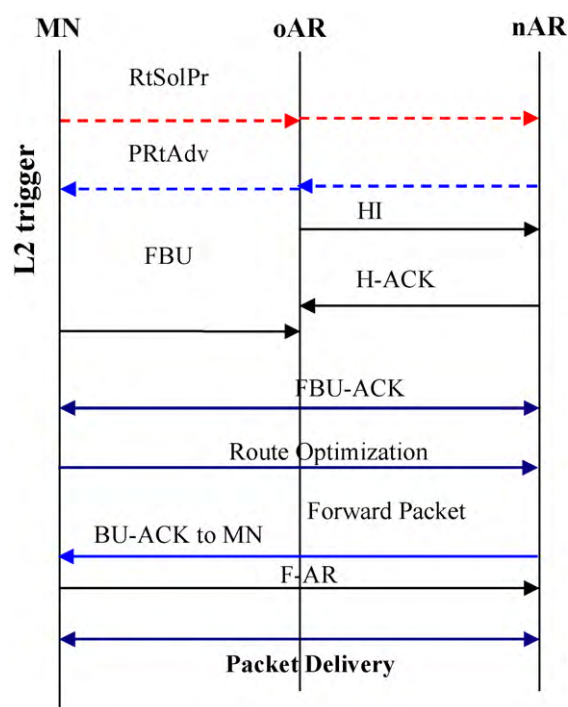 MN oAR nAR
RtSolPr
PRtAdv
HI
L2 trigger
FBU
H-ACK
FBU-ACK
Route Optimization
Forward Packet
BU-ACK to MN
F-AR
Packet Delivery